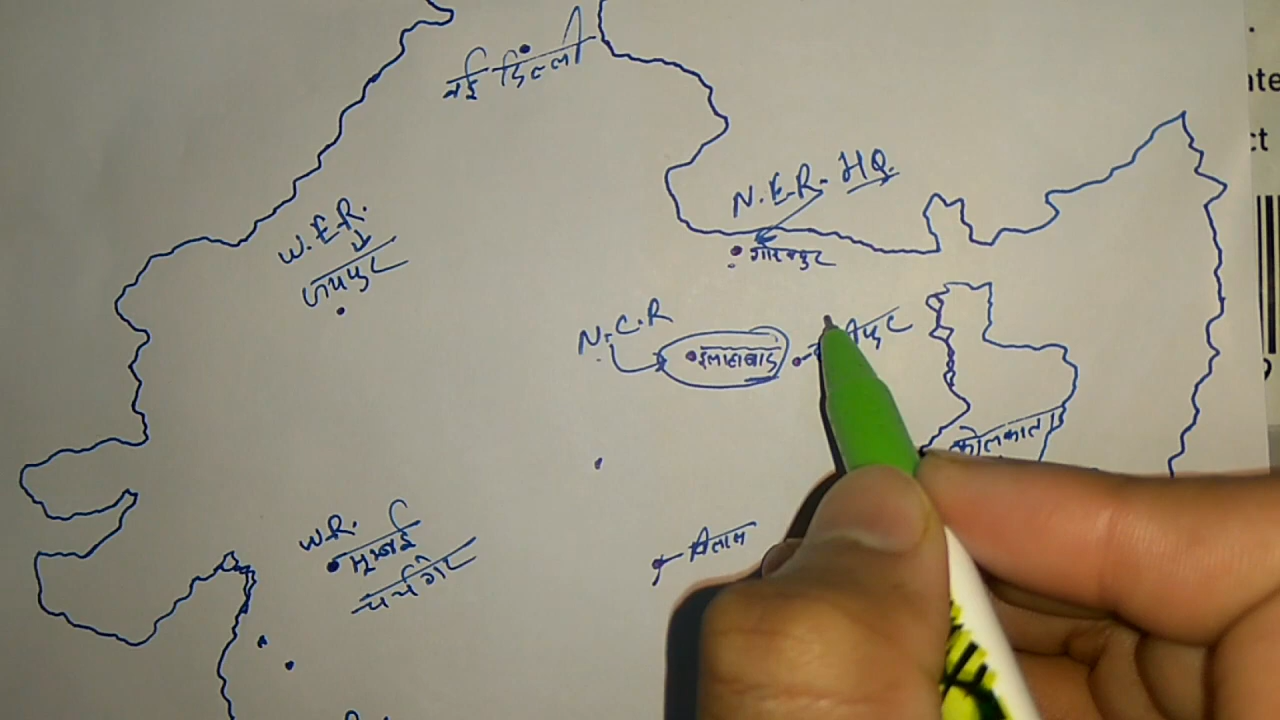 नई दिल्ली
N.E.R. HQ.
W.E.R.
जयपुर
गोरखपुर
N.C.R
इलाहाबाद
कोलकाता
W.R.
मुम्बई
चर्चगेट